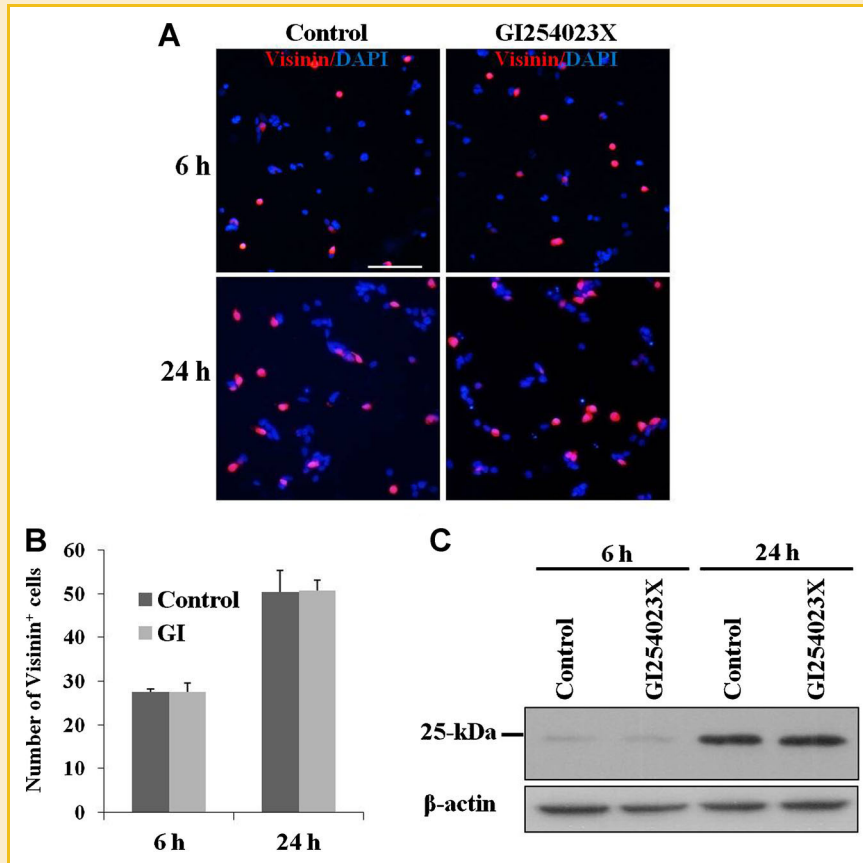 A
Control
GI254023X
Visinin/DAPI
Visinin/DAPI
6 h
24 h
B
Number of Visinin⁺ cells
60
50
40
30
20
10
0
Control
GI
6 h
24 h
C
6 h
24 h
Control
GI254023X
Control
GI254023X
25-kDa
β-actin